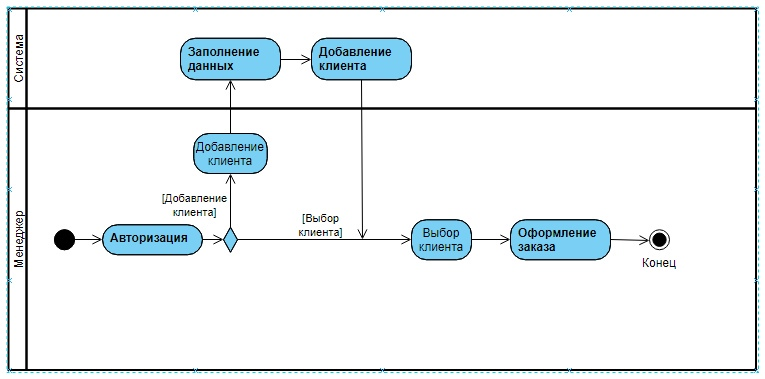 Система
Заполнение
данных
Добавление
клиента
Менеджер
Добавление
клиента
[Добавление
клиента]
[Выбор
клиента]
Авторизация
Выбор
клиента
Оформление
заказа
Конец